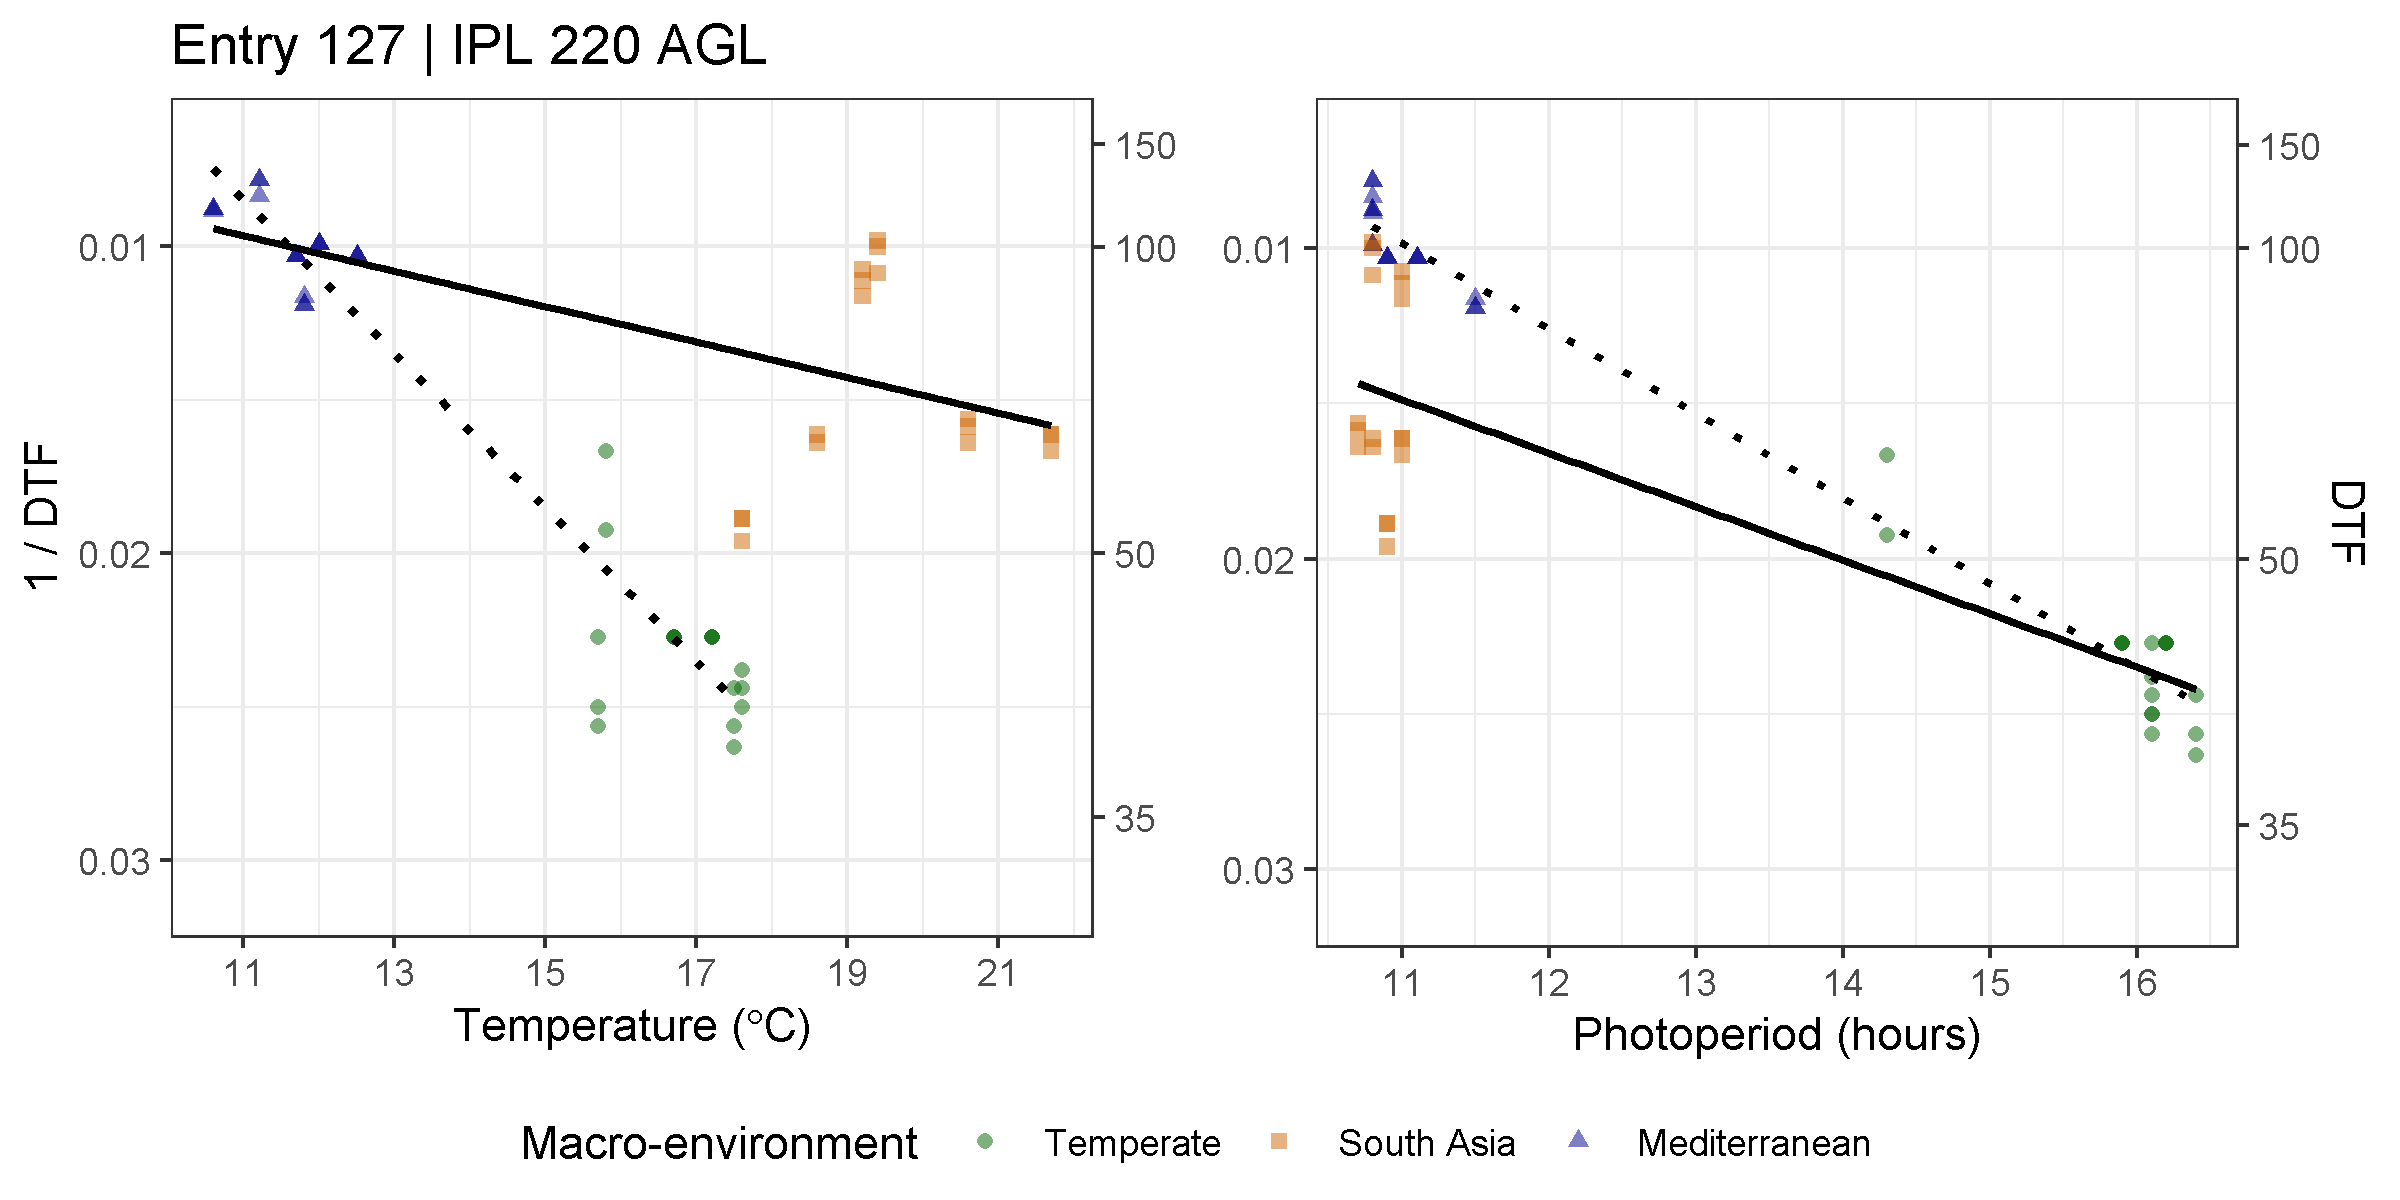 Entry 127 | IPL 220 AGL
1 / DTF
0.01
0.02
0.03
150
100
50
35
11 13 15 17 19 21
Temperature (°C)
0.01
0.02
0.03
150
100
50
35
DTF
11 12 13 14 15 16
Photoperiod (hours)
Macro-environment Temperate South Asia Mediterranean